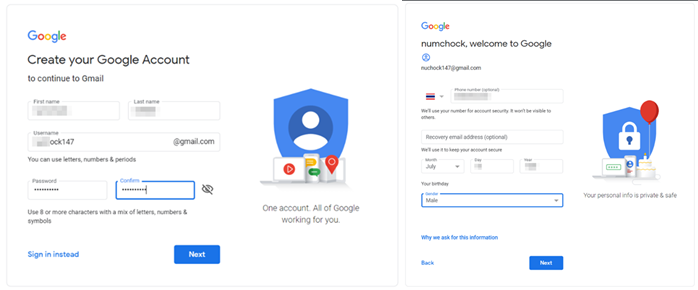 Google
Create your Google Account
to continue to Gmail
First name
Last name
Username
ock147
@gmail.com
You can use letters, numbers & periods
Password
Confirm
••••••••••
••••••••••
Use 8 or more characters with a mix of letters, numbers &
symbols
Sign in instead
Next
One account. All of Google
working for you.
Google
numchock, welcome to Google
nuchock147@gmail.com
Phone number (optional)
We'll use your number for account security. It won't be visible to
others.
Recovery email address (optional)
We'll use it to keep your account secure
Month
Day
Year
July
Your birthday
Gender
Male
Why we ask for this information
Back
Next
Your personal info is private & safe